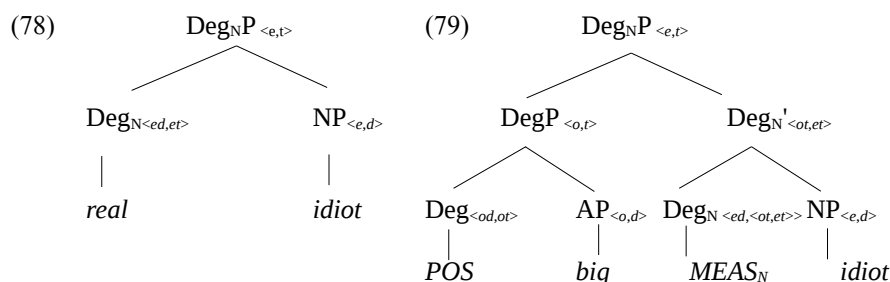 (78) Deg_NP <e,t> (79) Deg_NP <e,t>
Deg_N<ed,et> NP<e,d> DegP <o,t> Deg_N' <ot,et>
real idiot Deg<od,ot> AP<o,d> Deg_N <ed,<ot,et>> NP<e,d>
POS big MEAS_N idiot